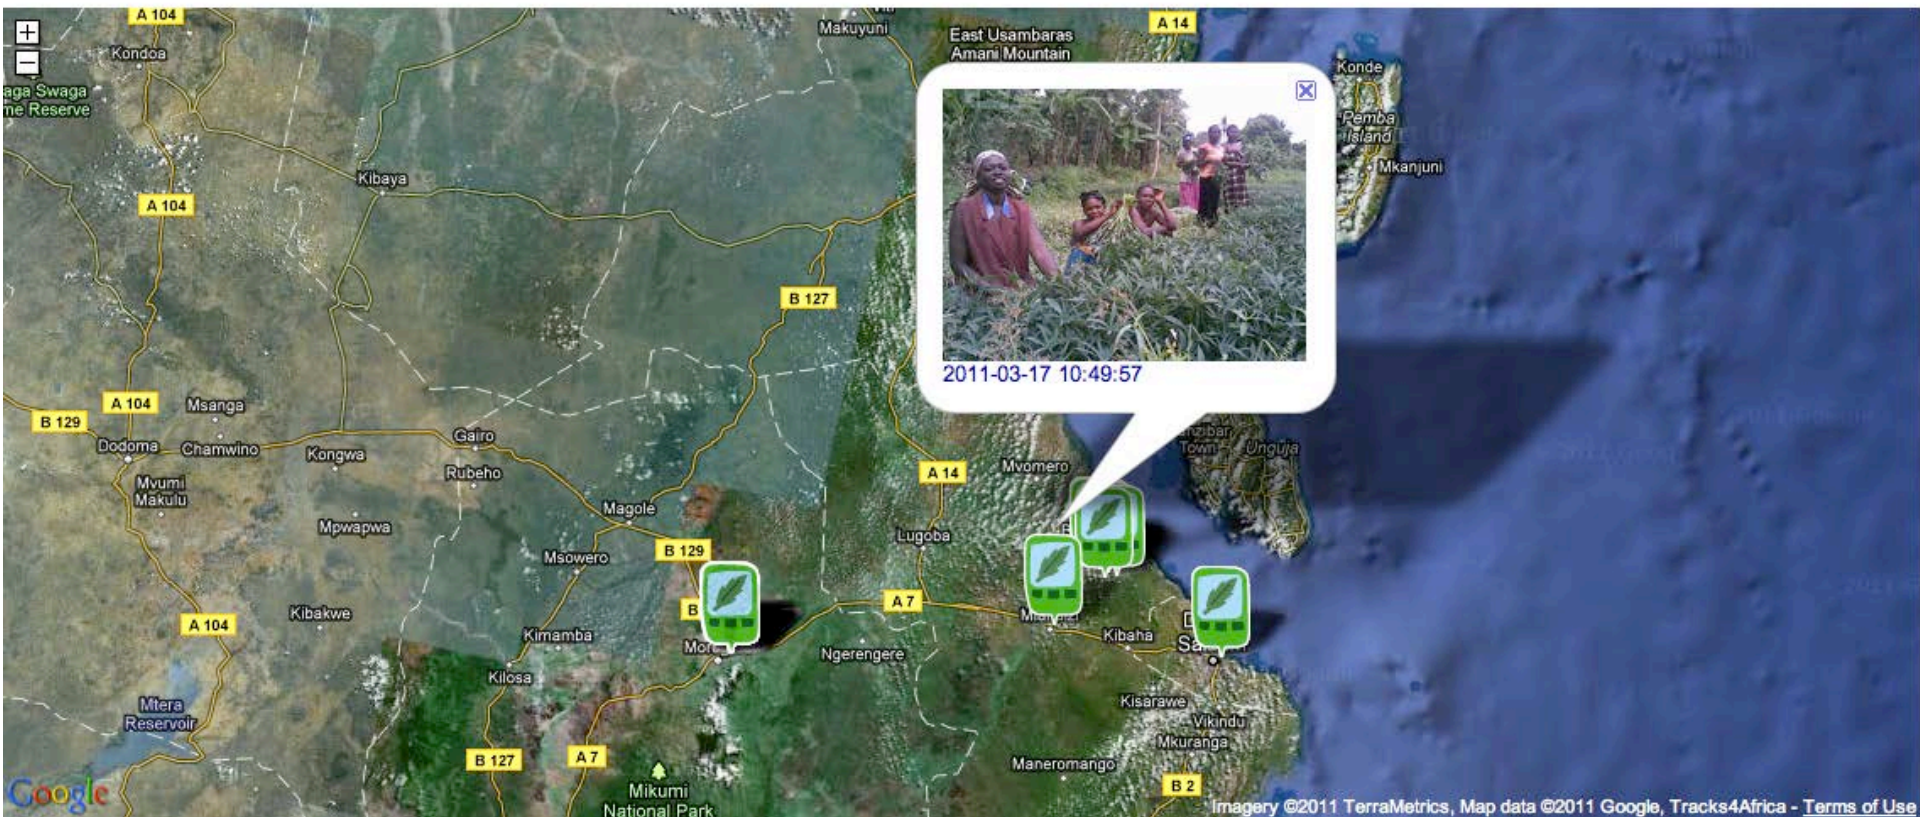 A 104
Makuyuni
A 14
Kondoa
East Usambaras
Amani Mountain
Konde
aga Swaga
me Reserve
Pemba
Island
Mkanjuni
Kibaya
A 104
B 127
2011-03-17 10:49:57
A 104
Msanga
B 129
Dodoma
Chamwino
Gairo
Kongwa
nzibar
Town
Unguja
Rubeho
A 14
Mvomero
Mvumi
Makulu
Magole
Mpwapwa
Lugoba
Msowero
B 129
A 7
B
Kibakwe
A 104
Kimamba
Kibaha
Mor
Ngerengere
Sa
Kilosa
Kisarawe
Mtera
Reservoir
Vikindu
Mkuranga
B 127
A 7
Maneromango
B 2
Mikumi
National Park
Google
Imagery ©2011 TerraMetrics, Map data ©2011 Google, Tracks4Africa - Terms of Use